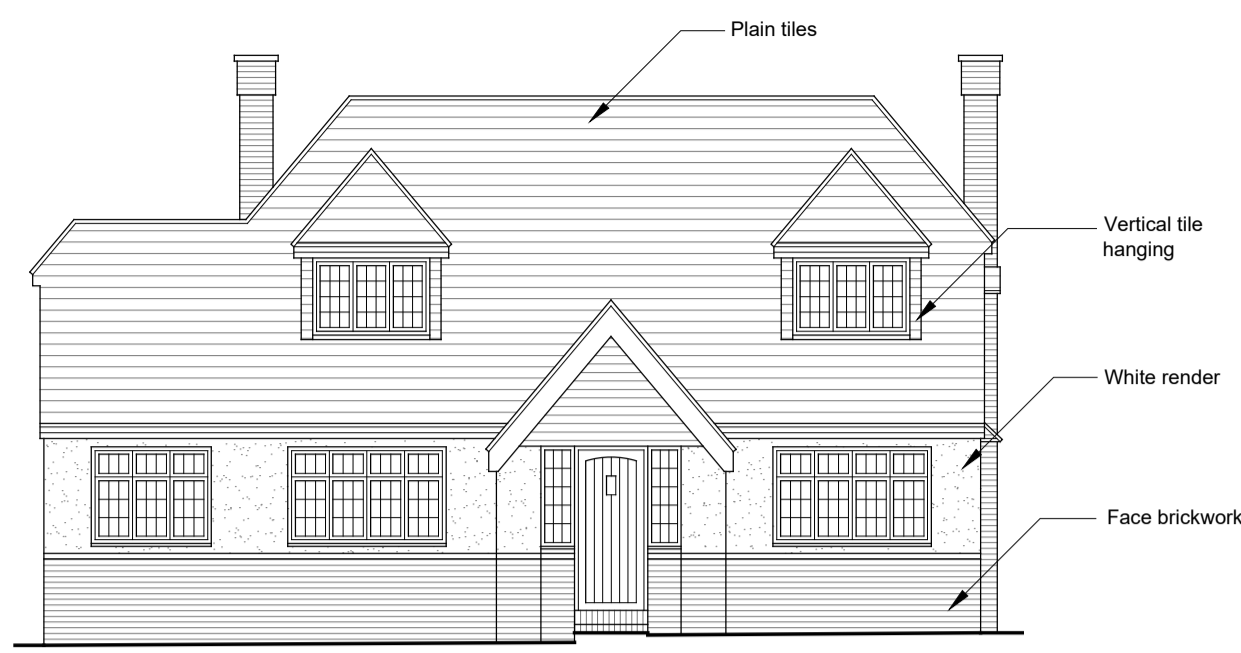 Plain tiles
Vertical tile
hanging
White render
Face brickwork